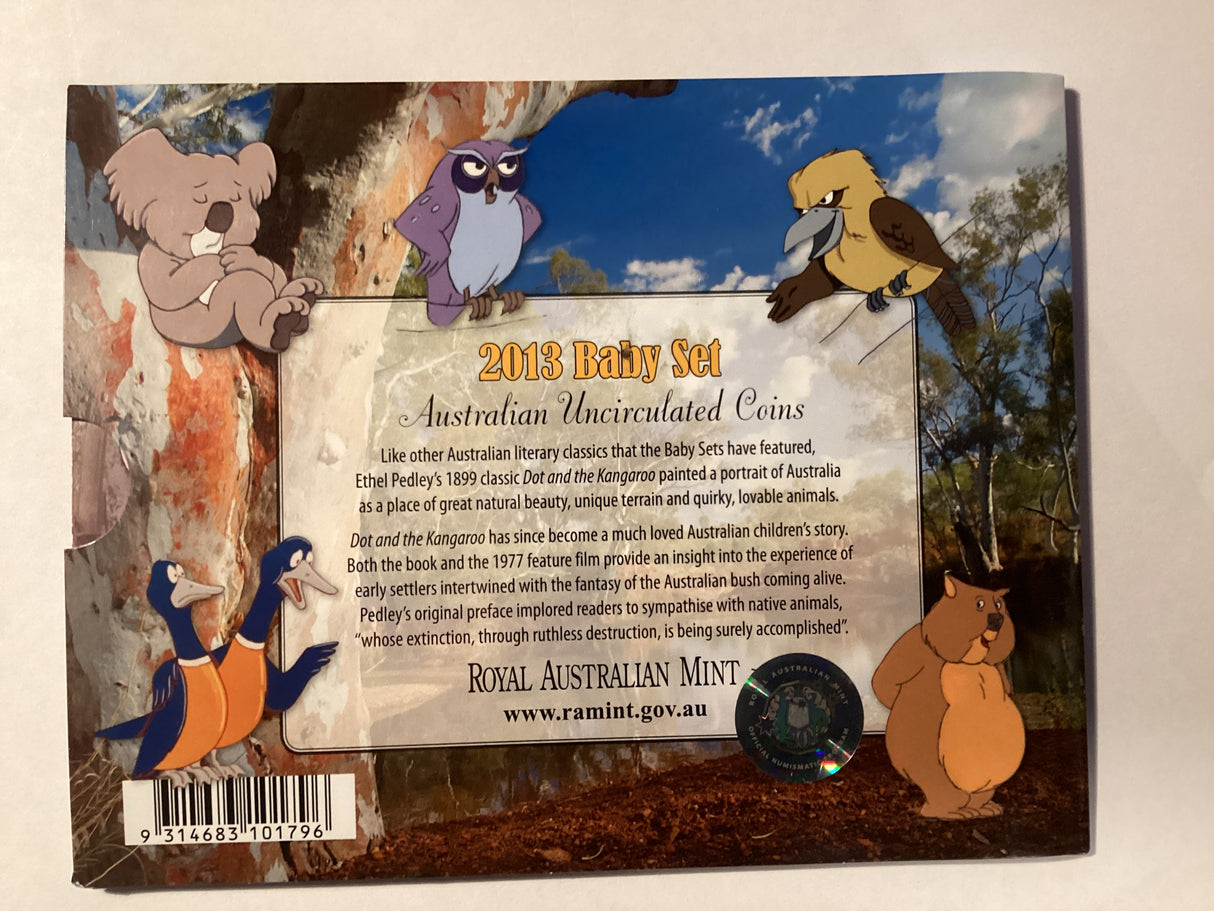 2013 Baby Set
Australian Uncirculated Coins
Like other Australian literary classics that the Baby Sets have featured,
Ethel Pedley's 1899 classic Dot and the Kangaroo painted a portrait of Australia
as a place of great natural beauty, unique terrain and quirky, lovable animals.
Dot and the Kangaroo has since become a much loved Australian children's story.
Both the book and the 1977 feature film provide an insight into the experience of
early settlers intertwined with the fantasy of the Australian bush coming alive.
Pedley's original preface implored readers to sympathise with native animals,
"whose extinction, through ruthless destruction, is being surely accomplished".
ROYAL AUSTRALIAN MINT
www.ramint.gov.au
ROYAL AUSTRALIAN MINT
OFFICIAL
9 314683 101796